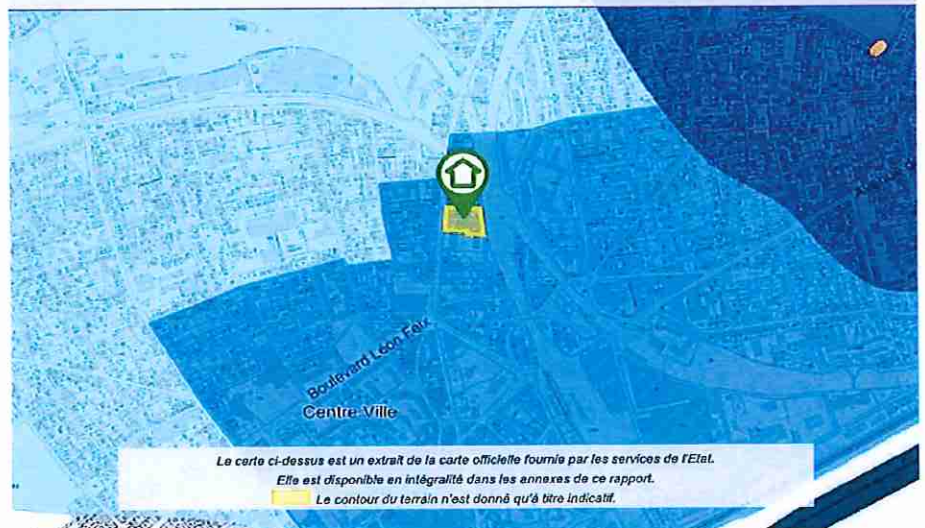 Boulevard Léon Feix
Centre Ville
Le carte ci-dessus est un extrait de la carte officielle fournie par les services de l'Etat.
Elle est disponible en intégralité dans les annexes de ce rapport.
Le contour du terrain n'est donné qu'à titre indicatif.